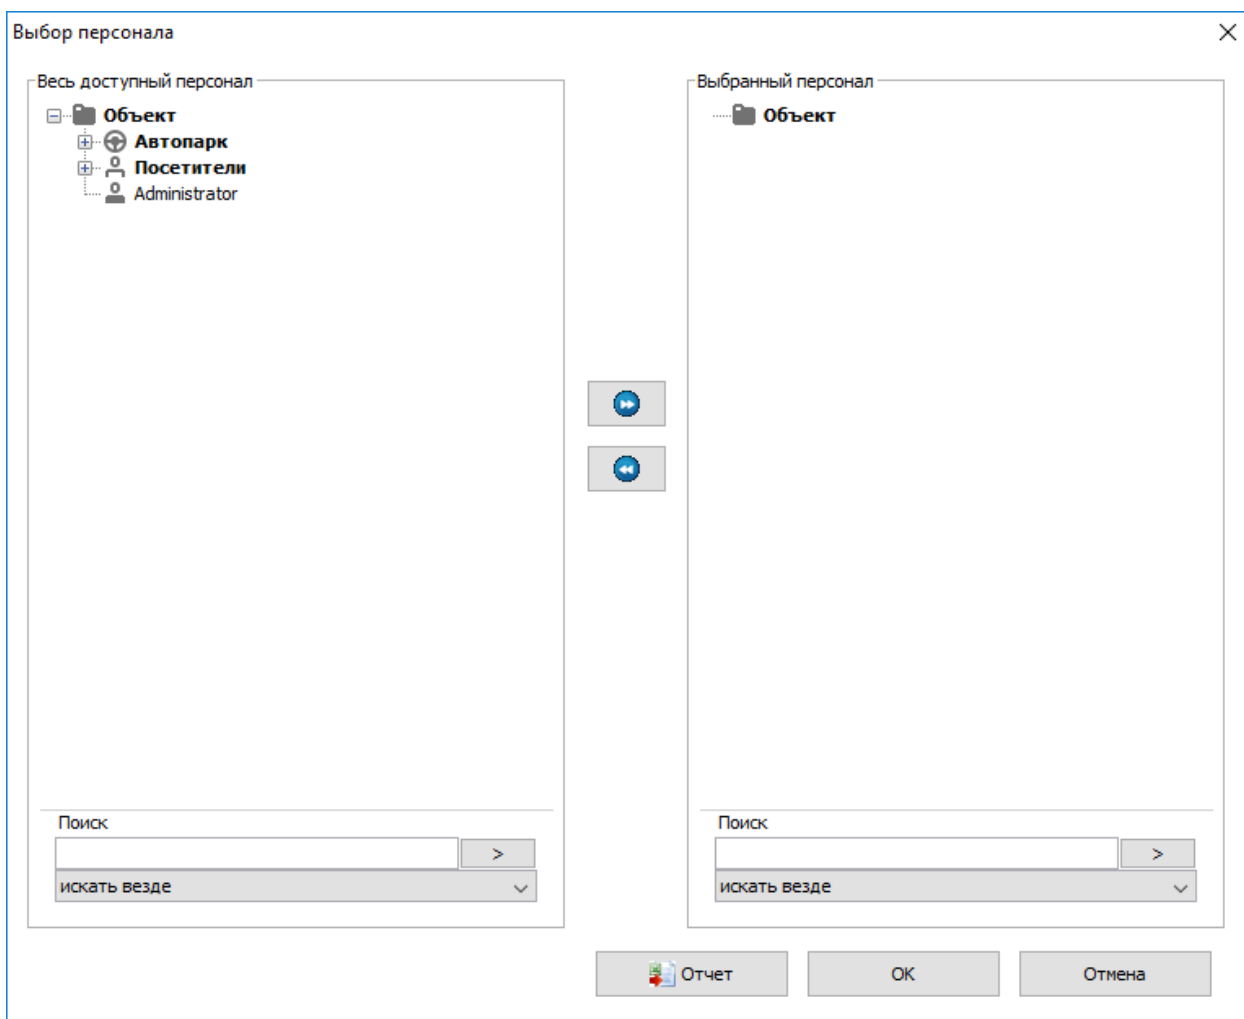 Выбор персонала
Весь доступный персонал
Объект
Автопарк
Посетители
Administrator
Поиск
>
искать везде
Выбранный персонал
Объект
Поиск
>
искать везде
Отчет
ОК
Отмена